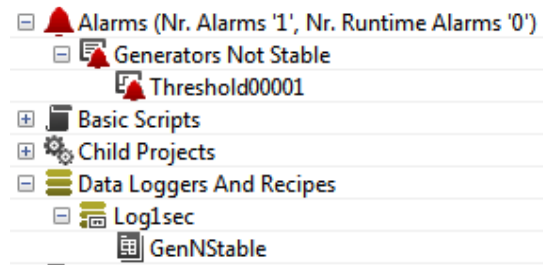 Alarms (Nr. Alarms '1', Nr. Runtime Alarms '0')
Generators Not Stable
Threshold00001
Basic Scripts
Child Projects
Data Loggers And Recipes
Log1sec
GenNStable